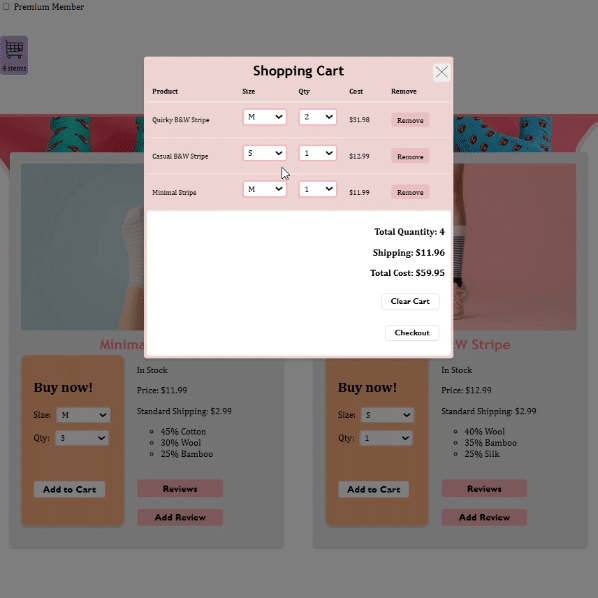 Premium Member
4 items
Shopping Cart
Product Size Qty Cost Remove
Quirky B&W Stripe M 2 $31.98 Remove
Casual B&W Stripe S 1 $12.99 Remove
Minimal Stripe M 1 $11.99 Remove
Total Quantity: 4
Shipping: $11.96
Total Cost: $59.95
Clear Cart
Checkout
Minima
W Stripe
Buy now!
Size: M
Qty: 3
Add to Cart
In Stock
Price: $11.99
Standard Shipping: $2.99
45% Cotton
30% Wool
25% Bamboo
Reviews
Add Review
Buy now!
Size: S
Qty: 1
Add to Cart
In Stock
Price: $12.99
Standard Shipping: $2.99
40% Wool
35% Bamboo
25% Silk
Reviews
Add Review